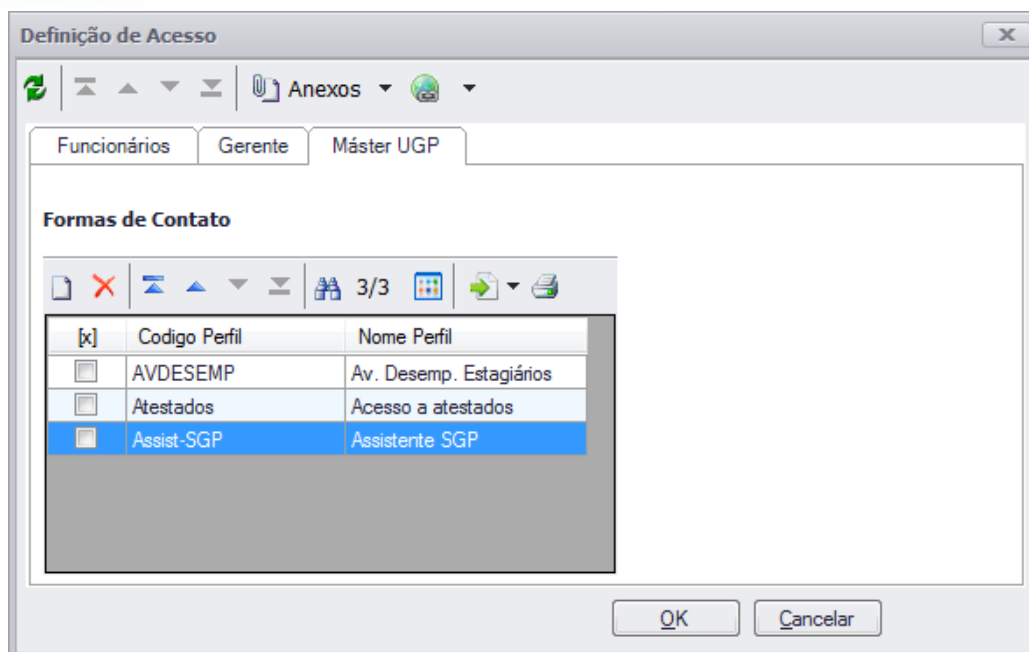 Definição de Acesso
Anexos
Funcionários Gerente Máster UGP
Formas de Contato
3/3
[x] Codigo Perfil Nome Perfil
AVDESEMP Av. Desemp. Estagiários
Atestados Acesso a atestados
Assist-SGP Assistente SGP
OK Cancelar